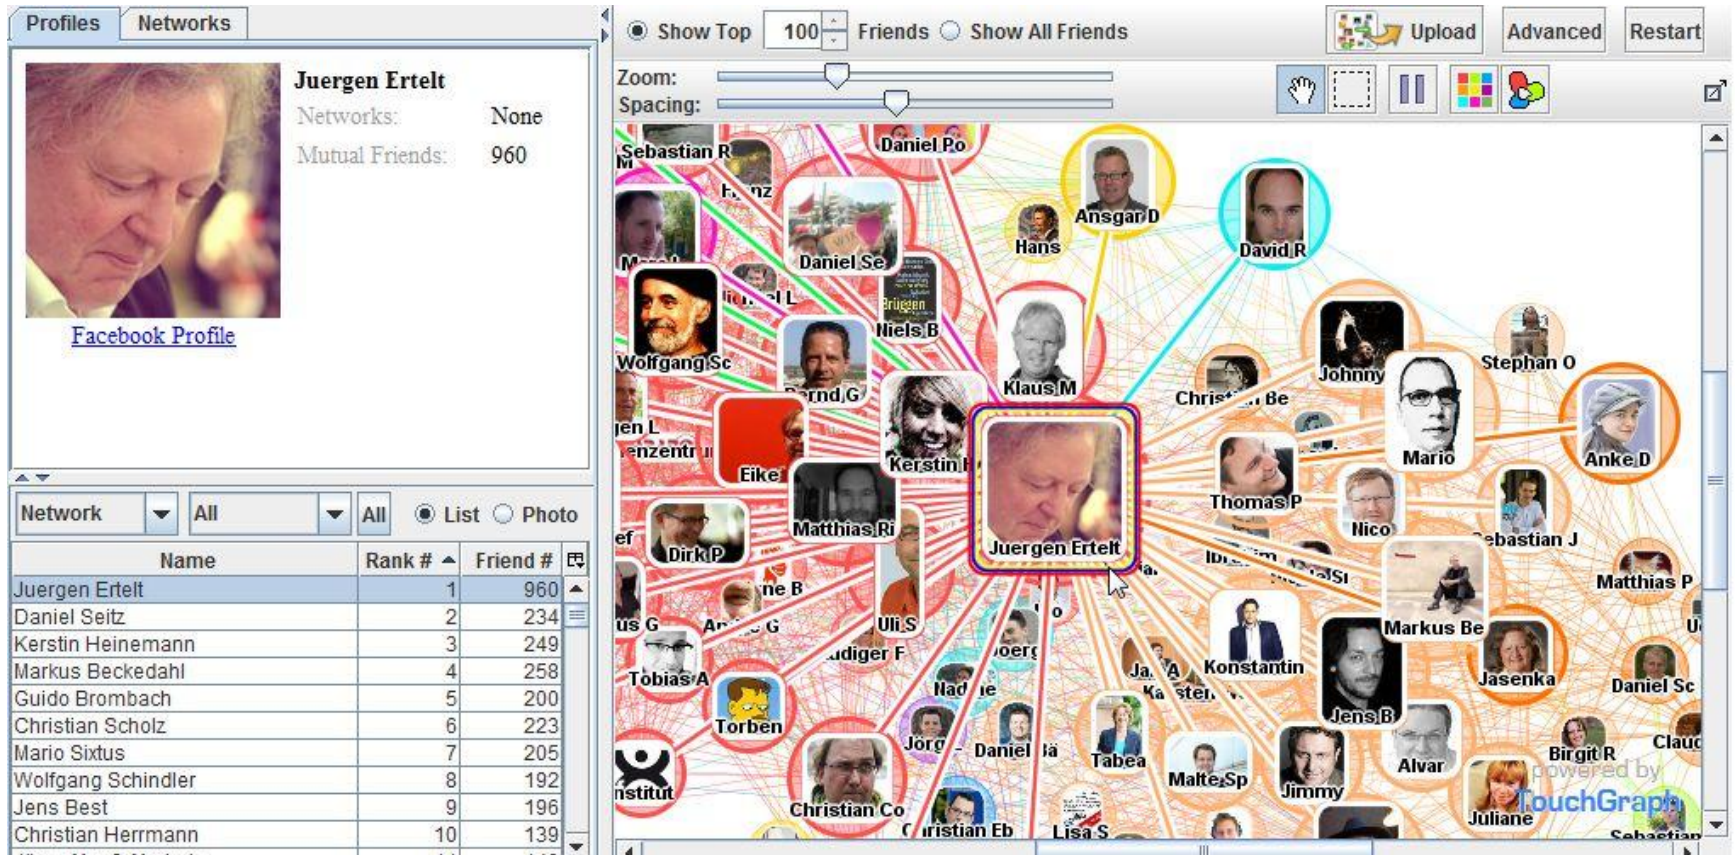 Profiles
Networks
Juergen Ertelt
Networks: None
Mutual Friends: 960
Facebook Profile
Network All All List Photo
Name Rank # Friend #
Juergen Ertelt 1 960
Daniel Seitz 2 234
Kerstin Heinemann 3 249
Markus Beckedahl 4 258
Guido Brombach 5 200
Christian Scholz 6 223
Mario Sixtus 7 205
Wolfgang Schindler 8 192
Jens Best 9 196
Christian Herrmann 10 139
Show Top 100 Friends Show All Friends
Upload Advanced Restart
Zoom:
Spacing:
Sebastian R
Daniel Po
Ansgar D
Hans
David R
Daniel Se
Brüggen
Niels B
Wolfgang Sc
Klaus M
Johnny
Stephan O
Eike
Kerstin
Mario
Anke D
Thomas P
Matthias Ri
Nico
Dirk P
Juergen Ertelt
Sebastian J
Matthias P
Uli S
Markus Be
Tobias A
Konstantin
Jasenka
Daniel Sc
Torben
Jens B
Daniel
Tabea
Alvar
Birgit R
Malte Sp
Jimmy
Christian Co
Juliane
Lisa S
powered by
TouchGraph